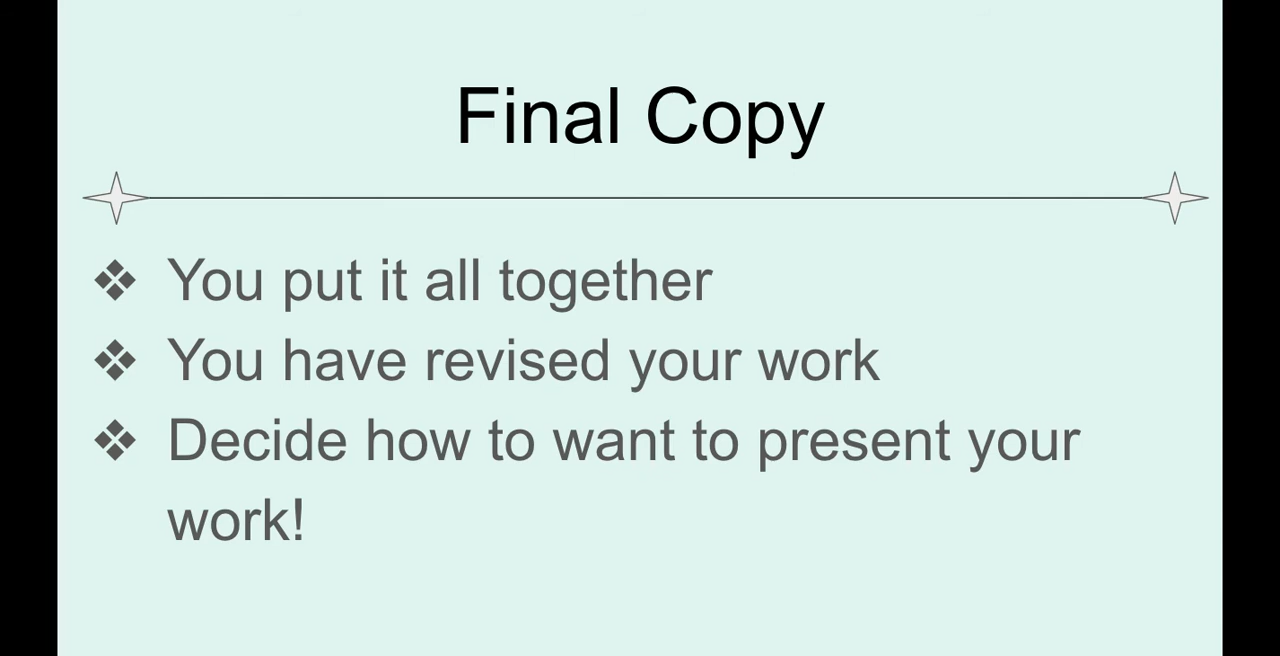 Final Copy
❖ You put it all together
❖ You have revised your work
❖ Decide how to want to present your
work!